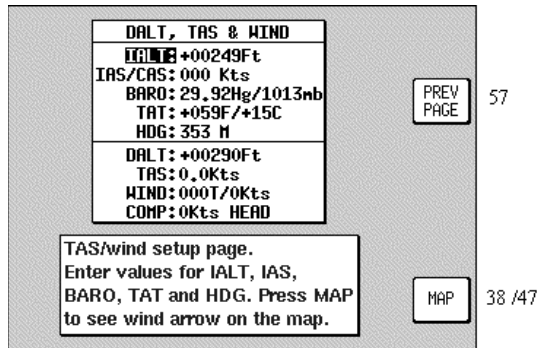 DALT, TAS & WIND
IALT: +00249Ft
IAS/CAS: 000 Kts
BARO: 29.92Hg/1013mb
TAT: +059F/+15C
HDG: 353 M
DALT: +00290Ft
TAS: 0.0Kts
WIND: 000T/0Kts
COMP: 0Kts HEAD
PREV
PAGE
57
TAS/wind setup page.
Enter values for IALT, IAS,
BARO, TAT and HDG. Press MAP
to see wind arrow on the map.
MAP
38 /47